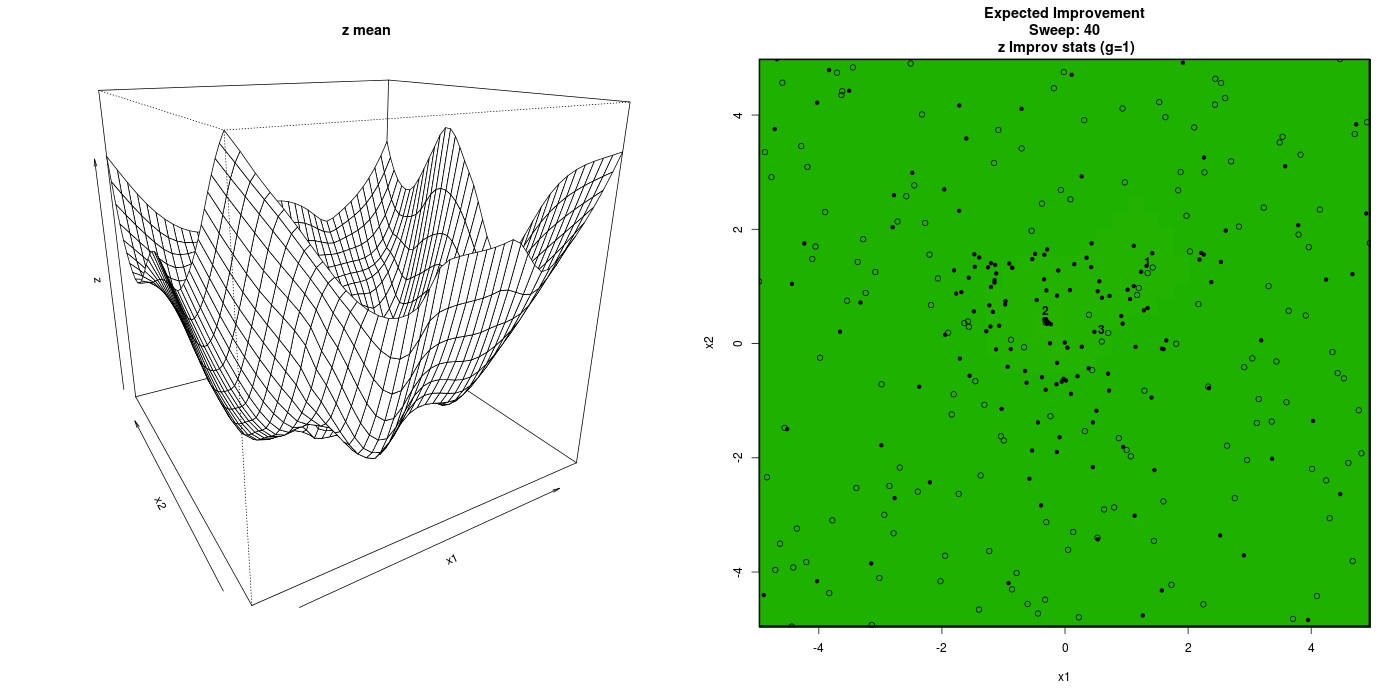 z mean
z
x2
x1
Expected Improvement
Sweep: 40
z Improv stats (g=1)
4
2
0
-2
-4
x2
1
2
3
-4
-2
0
2
4
x1